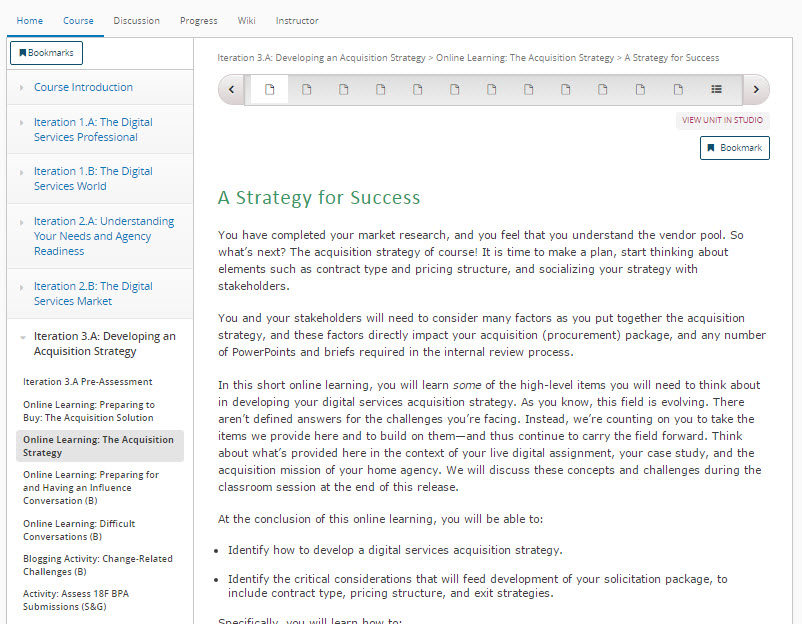 Home Course Discussion Progress Wiki Instructor
Bookmarks
Course Introduction
Iteration 1.A: The Digital
Services Professional
Iteration 1.B: The Digital
Services World
Iteration 2.A: Understanding
Your Needs and Agency
Readiness
Iteration 2.B: The Digital
Services Market
Iteration 3.A: Developing an
Acquisition Strategy
Iteration 3.A Pre-Assessment
Online Learning: Preparing to
Buy: The Acquisition Solution
Online Learning: The Acquisition
Strategy
Online Learning: Preparing for
and Having an Influence
Conversation (B)
Online Learning: Difficult
Conversations (B)
Blogging Activity: Change-Related
Challenges (B)
Activity: Assess 18F BPA
Submissions (S&G)
Iteration 3.A: Developing an Acquisition Strategy > Online Learning: The Acquisition Strategy > A Strategy for Success
VIEW UNIT IN STUDIO
Bookmark
A Strategy for Success
You have completed your market research, and you feel that you understand the vendor pool. So
what's next? The acquisition strategy of course! It is time to make a plan, start thinking about
elements such as contract type and pricing structure, and socializing your strategy with
stakeholders.
You and your stakeholders will need to consider many factors as you put together the acquisition
strategy, and these factors directly impact your acquisition (procurement) package, and any number
of PowerPoints and briefs required in the internal review process.
In this short online learning, you will learn some of the high-level items you will need to think about
in developing your digital services acquisition strategy. As you know, this field is evolving. There
aren't defined answers for the challenges you're facing. Instead, we're counting on you to take the
items we provide here and to build on them—and thus continue to carry the field forward. Think
about what's provided here in the context of your live digital assignment, your case study, and the
acquisition mission of your home agency. We will discuss these concepts and challenges during the
classroom session at the end of this release.
At the conclusion of this online learning, you will be able to:
• Identify how to develop a digital services acquisition strategy.
• Identify the critical considerations that will feed development of your solicitation package, to
include contract type, pricing structure, and exit strategies.
Specifically, you will learn how to: